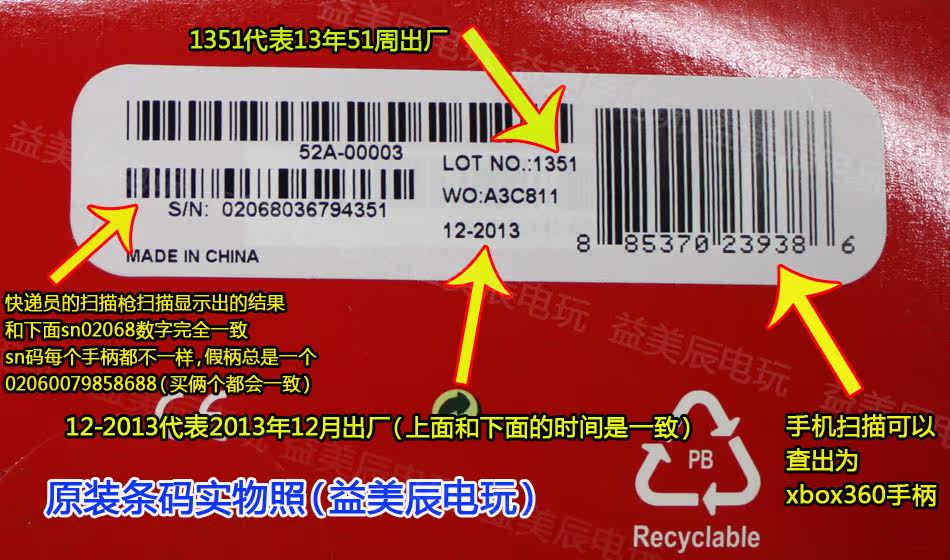 1351代表13年51周出厂
52A-00003
LOT NO.:1351
WO:A3C811
S/N: 02068036794351
12-2013
8 85370 23938 6
MADE IN CHINA
快递员的扫描枪扫描显示出的结果
和下面sn02068数字完全一致
sn码每个手柄都不一样,假柄总是一个
02060079858688(买俩个都会一致)
12-2013代表2013年12月出厂(上面和下面的时间是一致)
手机扫描可以
查出为
xbox360手柄
CE
PB
Recyclable
原装条码实物照(益美辰电玩)
益美辰电玩
益美辰电玩
益美辰电玩